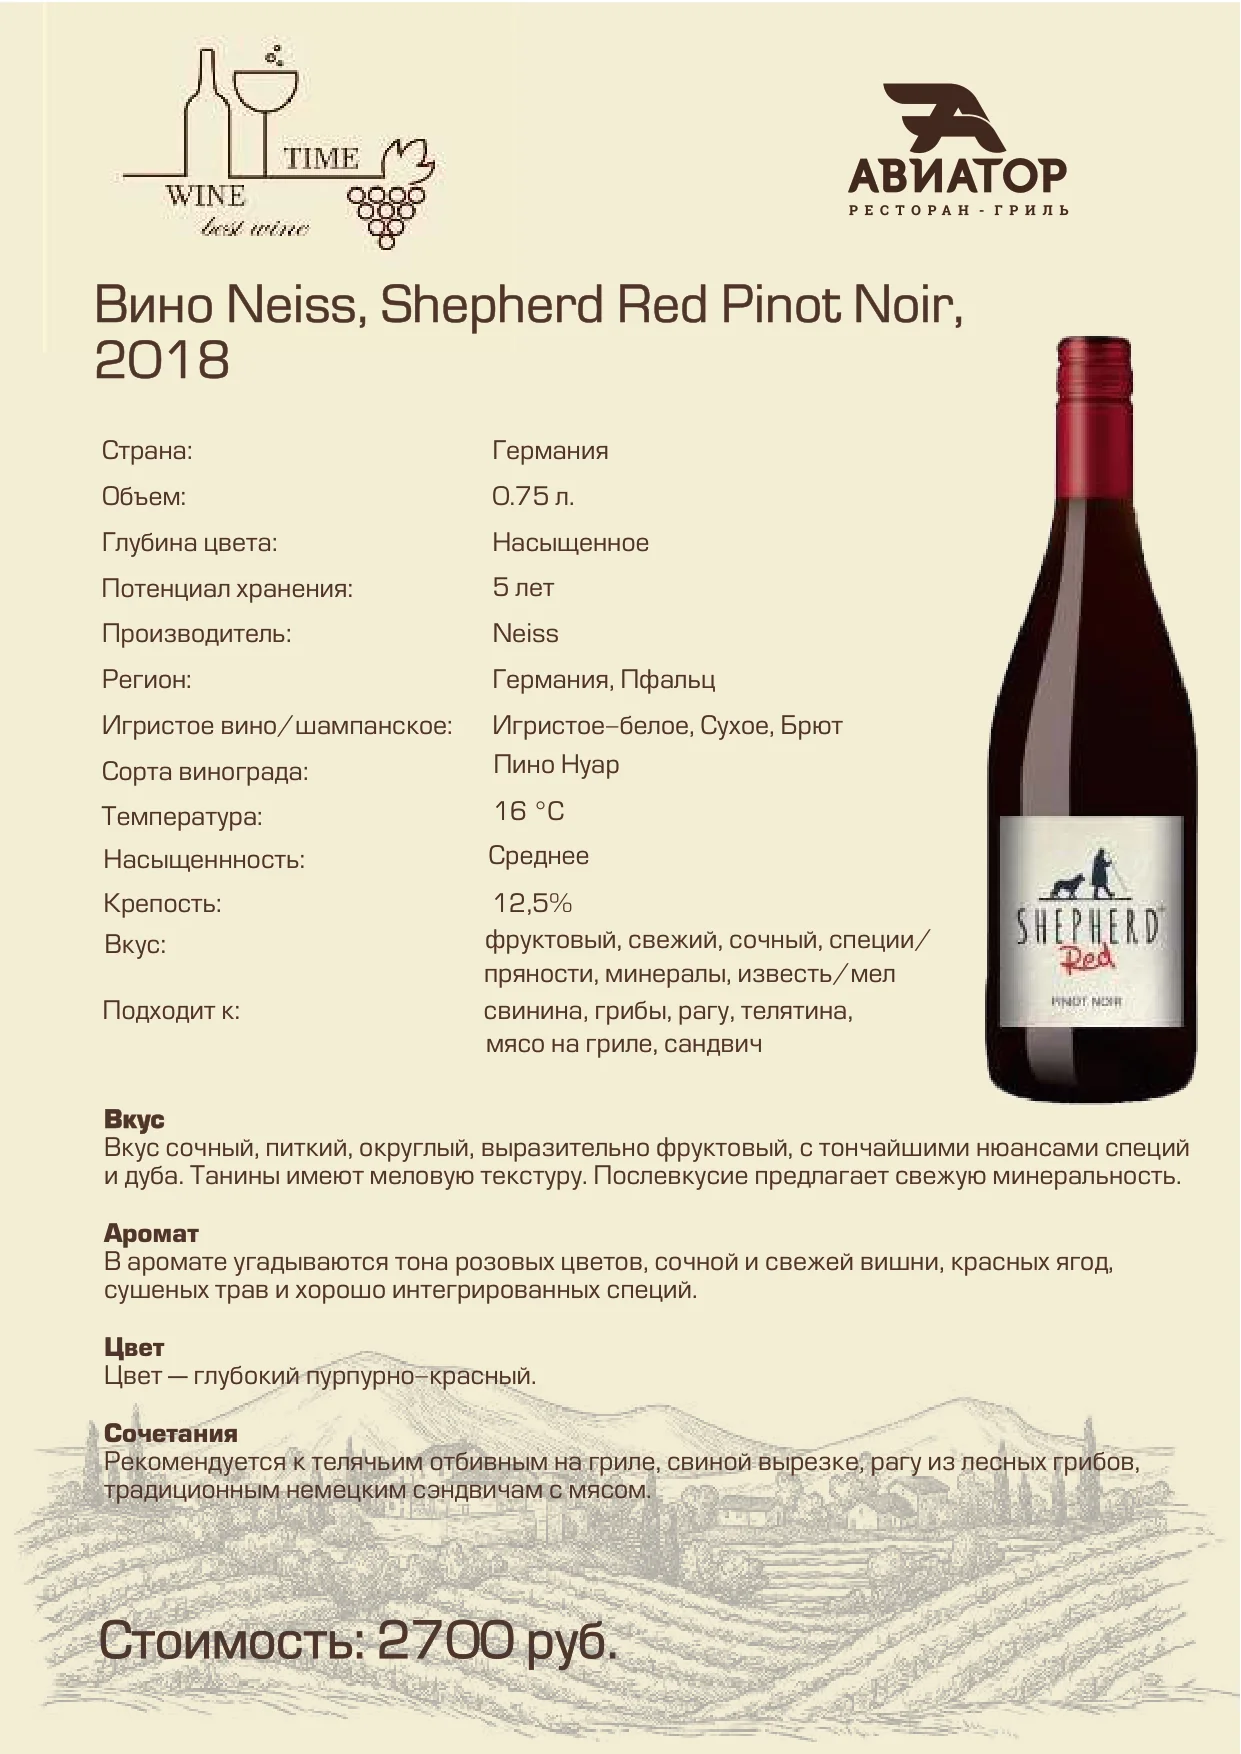 TIME
WINE
best wine
АВИАТОР
РЕСТОРАН-ГРИЛЬ
Вино Neiss, Shepherd Red Pinot Noir,
2018
Страна: Германия
Объем: 0.75 л.
Глубина цвета: Насыщенное
Потенциал хранения: 5 лет
Производитель: Neiss
Регион: Германия, Пфальц
Игристое вино/шампанское: Игристое-белое, Сухое, Брют
Сорта винограда: Пино Нуар
Температура: 16 °C
Насыщеннность: Среднее
Крепость: 12,5%
Вкус: фруктовый, свежий, сочный, специи/
пряности, минералы, известь/мел
Подходит к: свинина, грибы, рагу, телятина,
мясо на гриле, сандвич
SHEPHERD
Red
PINOT NOIR
Вкус
Вкус сочный, питкий, округлый, выразительно фруктовый, с тончайшими нюансами специй
и дуба. Танины имеют меловую текстуру. Послевкусие предлагает свежую минеральность.
Аромат
В аромате угадываются тона розовых цветов, сочной и свежей вишни, красных ягод,
сушеных трав и хорошо интегрированных специй.
Цвет
Цвет — глубокий пурпурно-красный.
Сочетания
Рекомендуется к телячьим отбивным на гриле, свиной вырезке, рагу из лесных грибов,
традиционным немецким сэндвичам с мясом.
Стоимость: 2700 руб.